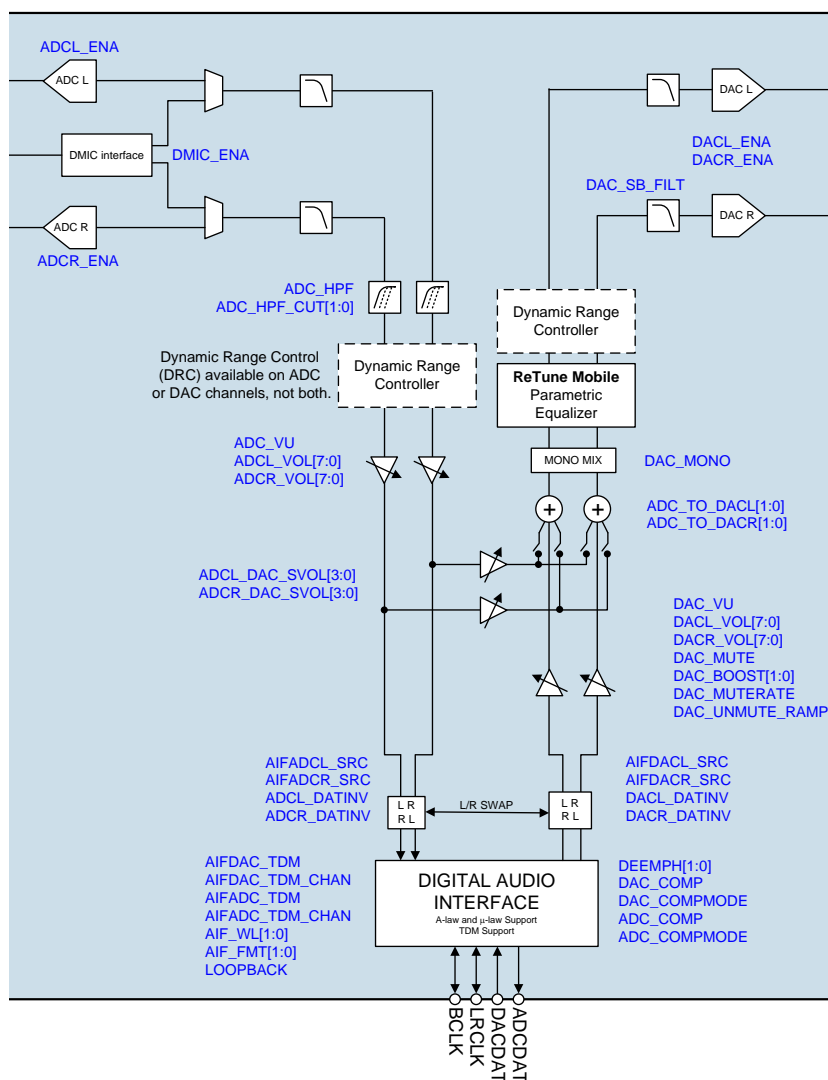 ADCL_ENA
ADC L
DAC L
DMIC interface
DMIC_ENA
DACL_ENA
DACR_ENA
DAC_SB_FILT
ADC R
DAC R
ADCR_ENA
ADC_HPF
ADC_HPF_CUT[1:0]
Dynamic Range
Controller
Dynamic Range Control
(DRC) available on ADC
or DAC channels, not both.
Dynamic Range
Controller
ReTune Mobile
Parametric
Equalizer
ADC_VU
ADCL_VOL[7:0]
ADCR_VOL[7:0]
MONO MIX
DAC_MONO
+
+
ADC_TO_DACL[1:0]
ADC_TO_DACR[1:0]
ADCL_DAC_SVOL[3:0]
ADCR_DAC_SVOL[3:0]
DAC_VU
DACL_VOL[7:0]
DACR_VOL[7:0]
DAC_MUTE
DAC_BOOST[1:0]
DAC_MUTERATE
DAC_UNMUTE_RAMP
AIFADCL_SRC
AIFADCR_SRC
ADCL_DATINV
ADCR_DATINV
L R
R L
L/R SWAP
L R
R L
AIFDACL_SRC
AIFDACR_SRC
DACL_DATINV
DACR_DATINV
AIFDAC_TDM
AIFDAC_TDM_CHAN
AIFADC_TDM
AIFADC_TDM_CHAN
AIF_WL[1:0]
AIF_FMT[1:0]
LOOPBACK
DIGITAL AUDIO
INTERFACE
A-law and µ-law Support
TDM Support
DEEMPH[1:0]
DAC_COMP
DAC_COMPMODE
ADC_COMP
ADC_COMPMODE
BCLK
LRCLK
DACDAT
ADCDAT